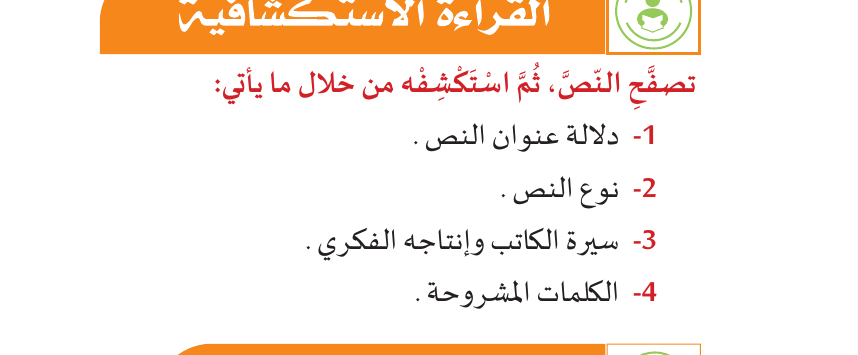 القراءة الاستكشافية
تصفَّحِ النّصَّ، ثُمَّ اسْتَكْشِفْه من خلال ما يأتي:
1- دلالة عنوان النص .
2- نوع النص .
3- سيرة الكاتب وإنتاجه الفكري .
4- الكلمات المشروحة .